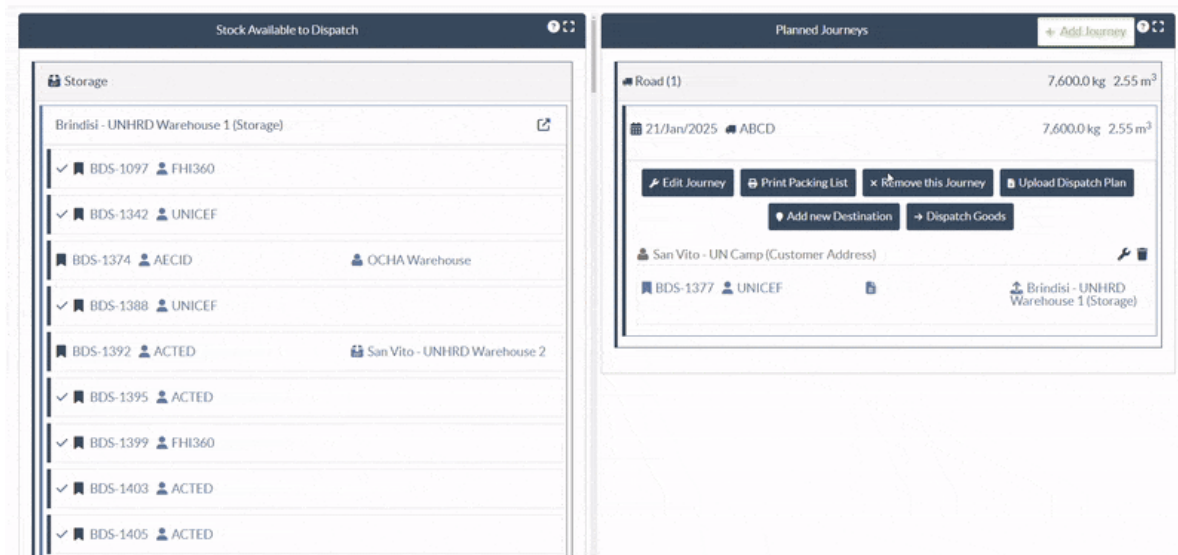 Stock Available to Dispatch
Storage
Brindisi - UNHRD Warehouse 1 (Storage)
BDS-1097 FHI360
BDS-1342 UNICEF
BDS-1374 AECID OCHA Warehouse
BDS-1388 UNICEF
BDS-1392 ACTED San Vito - UNHRD Warehouse 2
BDS-1395 ACTED
BDS-1399 FHI360
BDS-1403 ACTED
BDS-1405 ACTED
Planned Journeys
+ Add Journey
Road (1) 7,600.0 kg 2.55 m³
21/Jan/2025 ABCD 7,600.0 kg 2.55 m³
Edit Journey Print Packing List × Remove this Journey Upload Dispatch Plan
Add new Destination → Dispatch Goods
San Vito - UN Camp (Customer Address)
BDS-1377 UNICEF Brindisi - UNHRD
Warehouse 1 (Storage)